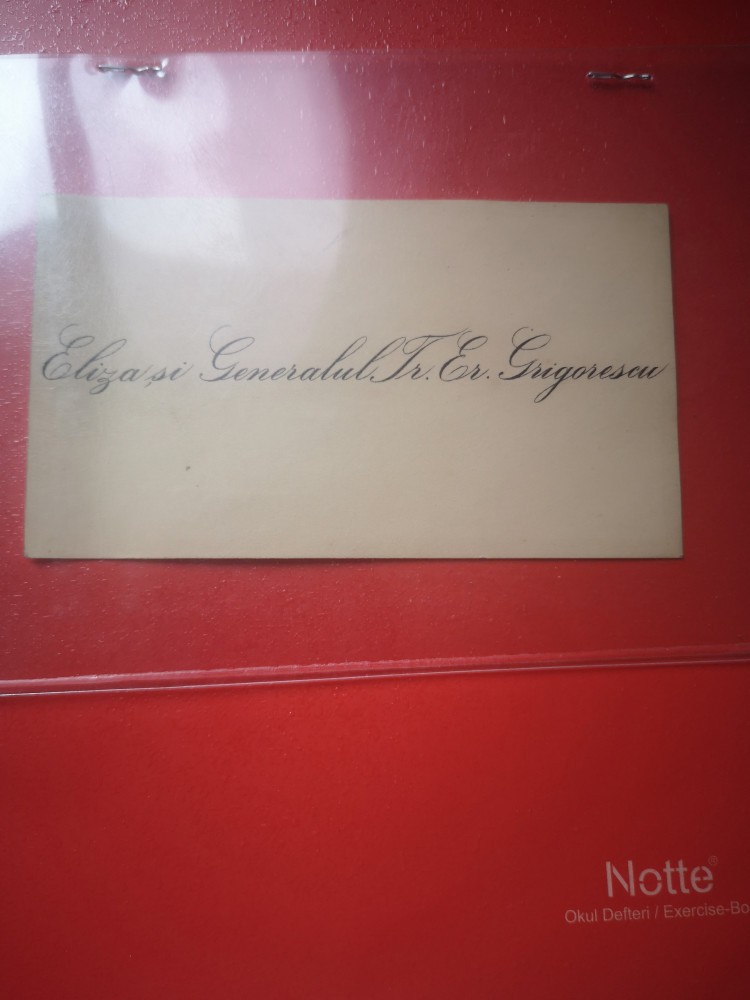 Eliza și Generalul Tr. Er. Grigorescu
Notte®
Okul Defteri / Exercise-Bo